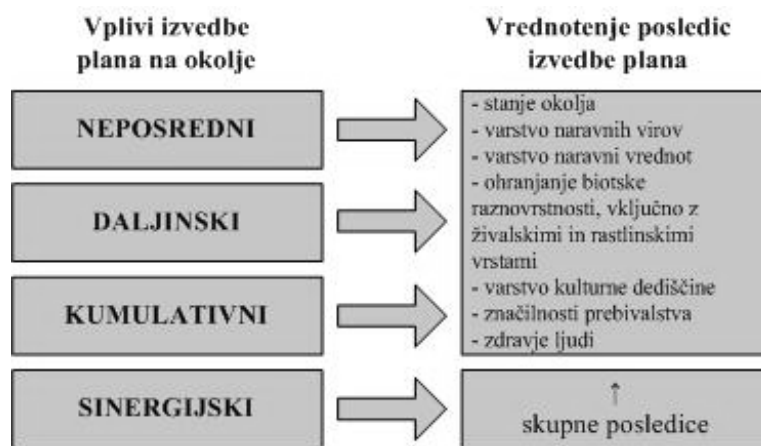 Vplivi izvedbe
plana na okolje
NEPOSREDNI
DALJINSKI
KUMULATIVNI
SINERGIJSKI
Vrednotenje posledic
izvedbe plana
- stanje okolja
- varstvo naravnih virov
- varstvo naravni vrednot
- ohranjanje biotske
raznovrstnosti, vključno z
živalskimi in rastlinskimi
vrstami
- varstvo kulturne dediščine
- značilnosti prebivalstva
- zdravje ljudi
↑
skupne posledice